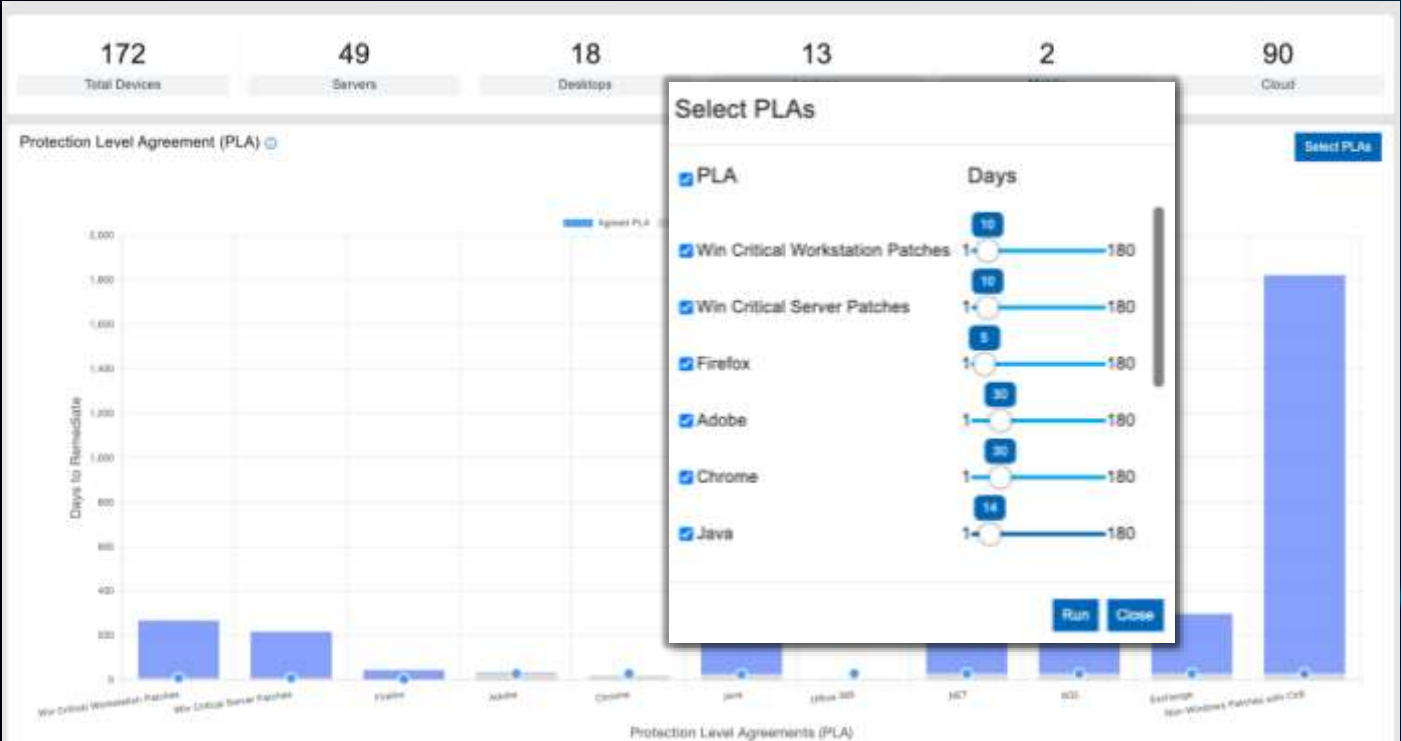 172
49
18
13
2
90
Total Devices
Servers
Desktops
Cloud
Select PLAs
Protection Level Agreement (PLA)
Select PLAs
PLA
Days
Agreed PLA
10
Win Critical Workstation Patches
1
180
10
Win Critical Server Patches
1
180
5
Firefox
1
180
30
Adobe
1
180
30
Chrome
1
180
14
Java
1
180
Run
Close
Days to Remediate
2,000
1,800
1,600
1,400
1,200
1,000
800
600
400
200
0
Win Critical Workstation Patches
Win Critical Server Patches
Firefox
Adobe
Chrome
Java
Office 365
.NET
SQL
Exchange
Non Windows Patches with CVE
Protection Level Agreements (PLA)